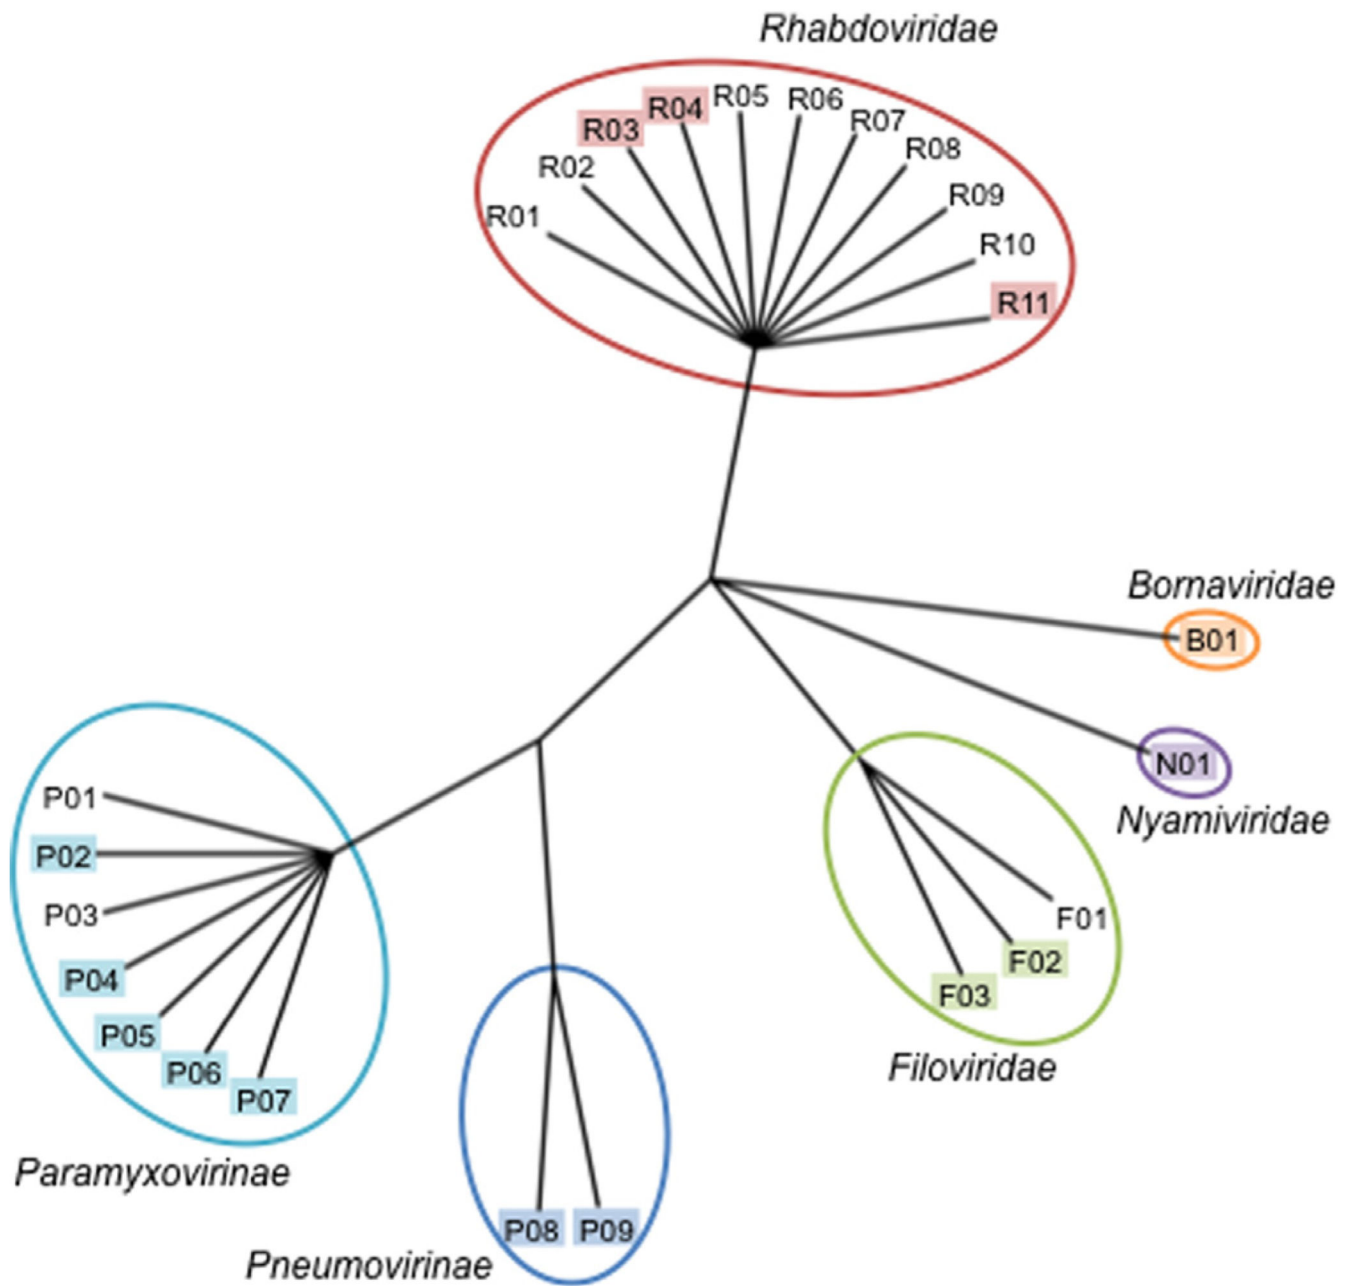 Rhabdoviridae
R01
R02
R03
R04
R05
R06
R07
R08
R09
R10
R11
Bornaviridae
B01
N01
Nyamiviridae
F01
F02
F03
Filoviridae
P01
P02
P03
P04
P05
P06
P07
Paramyxovirinae
P08
P09
Pneumovirinae